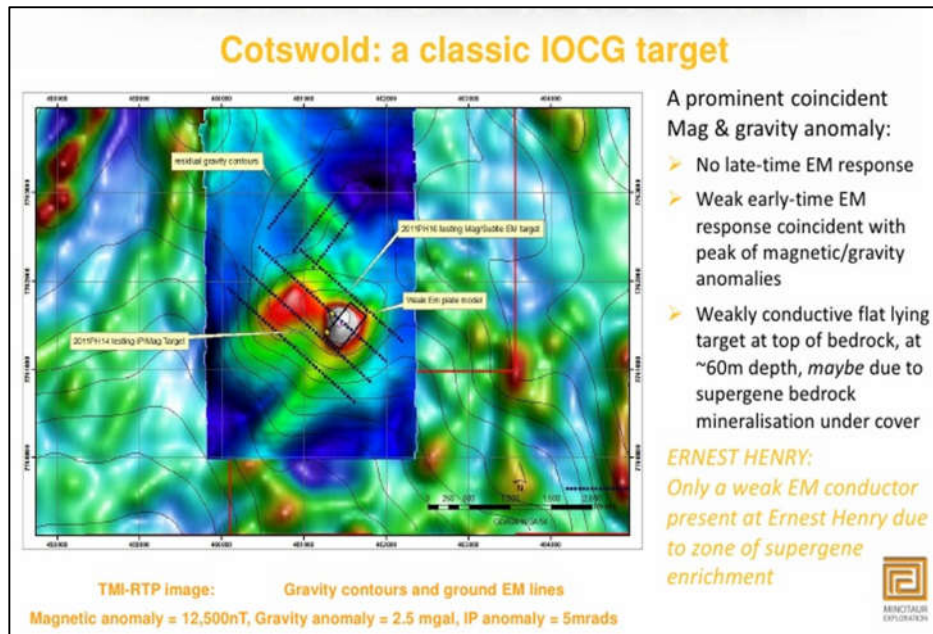 Cotswold: a classic IOCG target
residual gravity contours
2011PH16 testing Mag/Subtle EM target
Weak Em plate model
2011PH14 testing IP/Mag Target
A prominent coincident
Mag & gravity anomaly:
No late-time EM response
Weak early-time EM
response coincident with
peak of magnetic/gravity
anomalies
Weakly conductive flat lying
target at top of bedrock, at
~60m depth, maybe due to
supergene bedrock
mineralisation under cover
ERNEST HENRY:
Only a weak EM conductor
present at Ernest Henry due
to zone of supergene
enrichment
MINOTAUR
EXPLORATION
TMI-RTP image: Gravity contours and ground EM lines
Magnetic anomaly = 12,500nT, Gravity anomaly = 2.5 mgal, IP anomaly = 5mrads